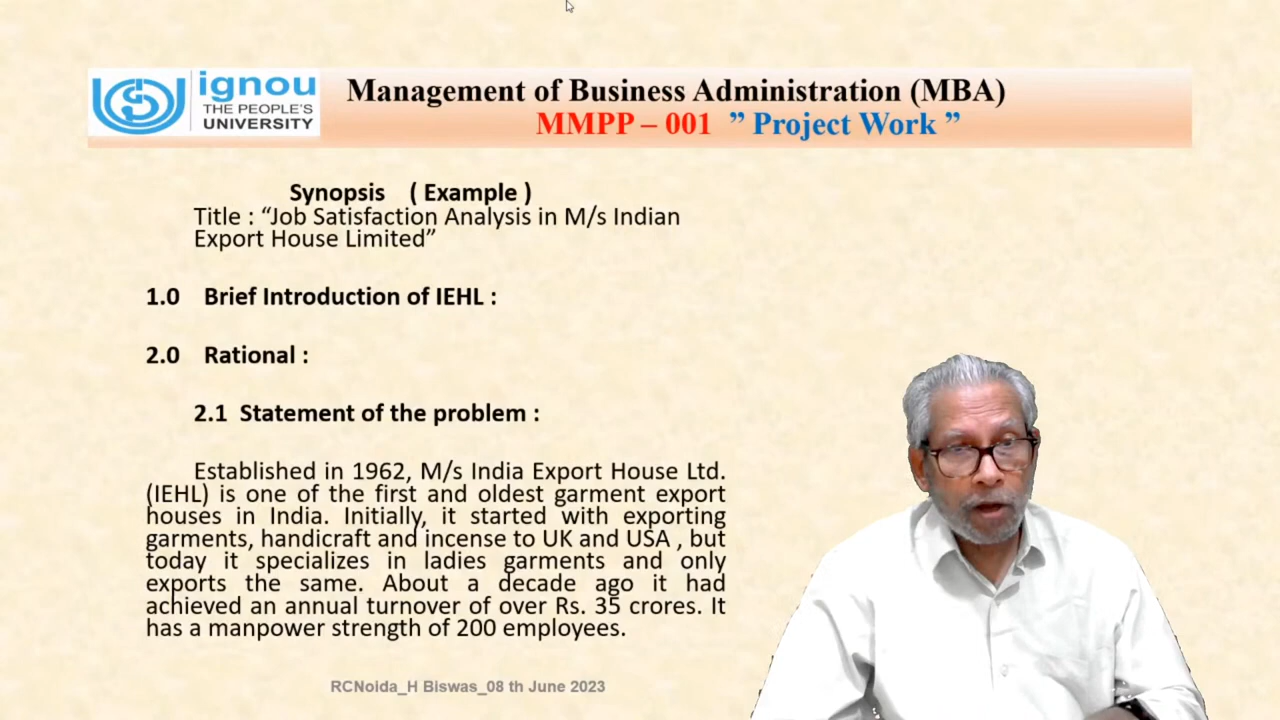 ignou
THE PEOPLE'S
UNIVERSITY
Management of Business Administration (MBA)
MMPP – 001 ” Project Work ”
Synopsis ( Example )
Title : “Job Satisfaction Analysis in M/s Indian
Export House Limited”
1.0 Brief Introduction of IEHL :
2.0 Rational :
2.1 Statement of the problem :
Established in 1962, M/s India Export House Ltd.
(IEHL) is one of the first and oldest garment export
houses in India. Initially, it started with exporting
garments, handicraft and incense to UK and USA , but
today it specializes in ladies garments and only
exports the same. About a decade ago it had
achieved an annual turnover of over Rs. 35 crores. It
has a manpower strength of 200 employees.
RCNoida_H Biswas_08 th June 2023